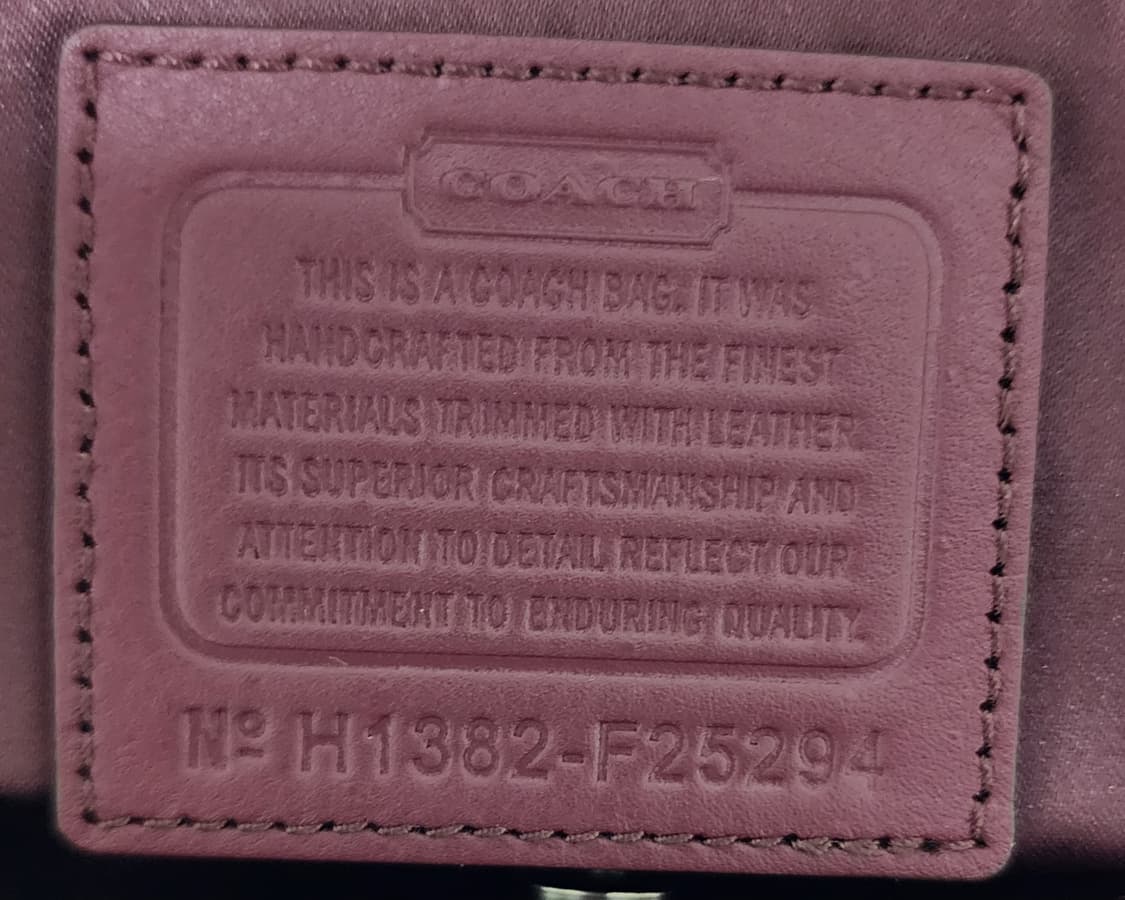 COACH
THIS IS A COACH BAG. IT WAS
HANDCRAFTED FROM THE FINEST
MATERIALS TRIMMED WITH LEATHER.
ITS SUPERIOR CRAFTSMANSHIP AND
ATTENTION TO DETAIL REFLECT OUR
COMMITMENT TO ENDURING QUALITY.
Nº H1382-F25294